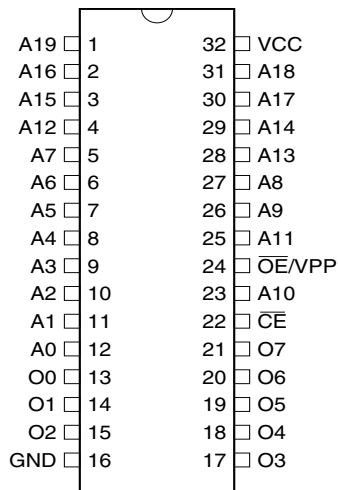 A19 1 32 VCC
A16 2 31 A18
A15 3 30 A17
A12 4 29 A14
A7 5 28 A13
A6 6 27 A8
A5 7 26 A9
A4 8 25 A11
A3 9 24 O̅E̅/VPP
A2 10 23 A10
A1 11 22 C̅E̅
A0 12 21 O7
O0 13 20 O6
O1 14 19 O5
O2 15 18 O4
GND 16 17 O3